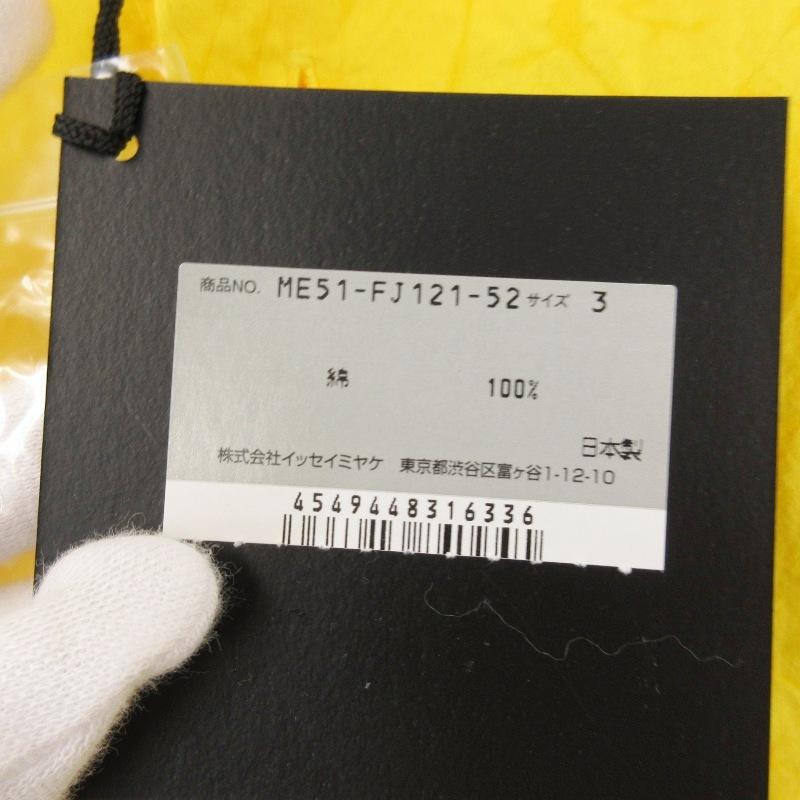 商品NO. ME51-FJ121-52 サイズ 3
綿 100%
日本製
株式会社イッセイミヤケ 東京都渋谷区富ヶ谷1-12-10
4549448316336